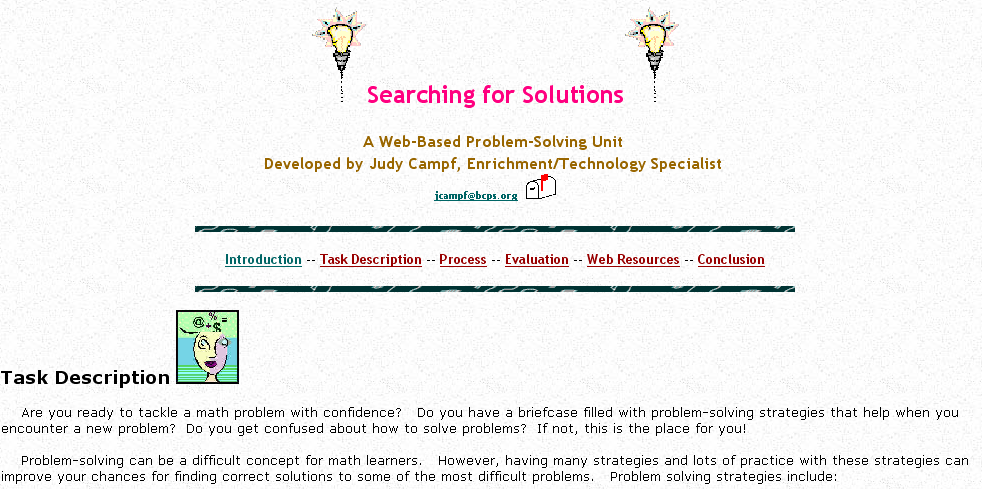 Searching for Solutions
A Web-Based Problem-Solving Unit
Developed by Judy Campf, Enrichment/Technology Specialist
jcampf@bcps.org
Introduction -- Task Description -- Process -- Evaluation -- Web Resources -- Conclusion
@ % = + $
Task Description
Are you ready to tackle a math problem with confidence? Do you have a briefcase filled with problem-solving strategies that help when you
encounter a new problem? Do you get confused about how to solve problems? If not, this is the place for you!
Problem-solving can be a difficult concept for math learners. However, having many strategies and lots of practice with these strategies can
improve your chances for finding correct solutions to some of the most difficult problems. Problem solving strategies include: